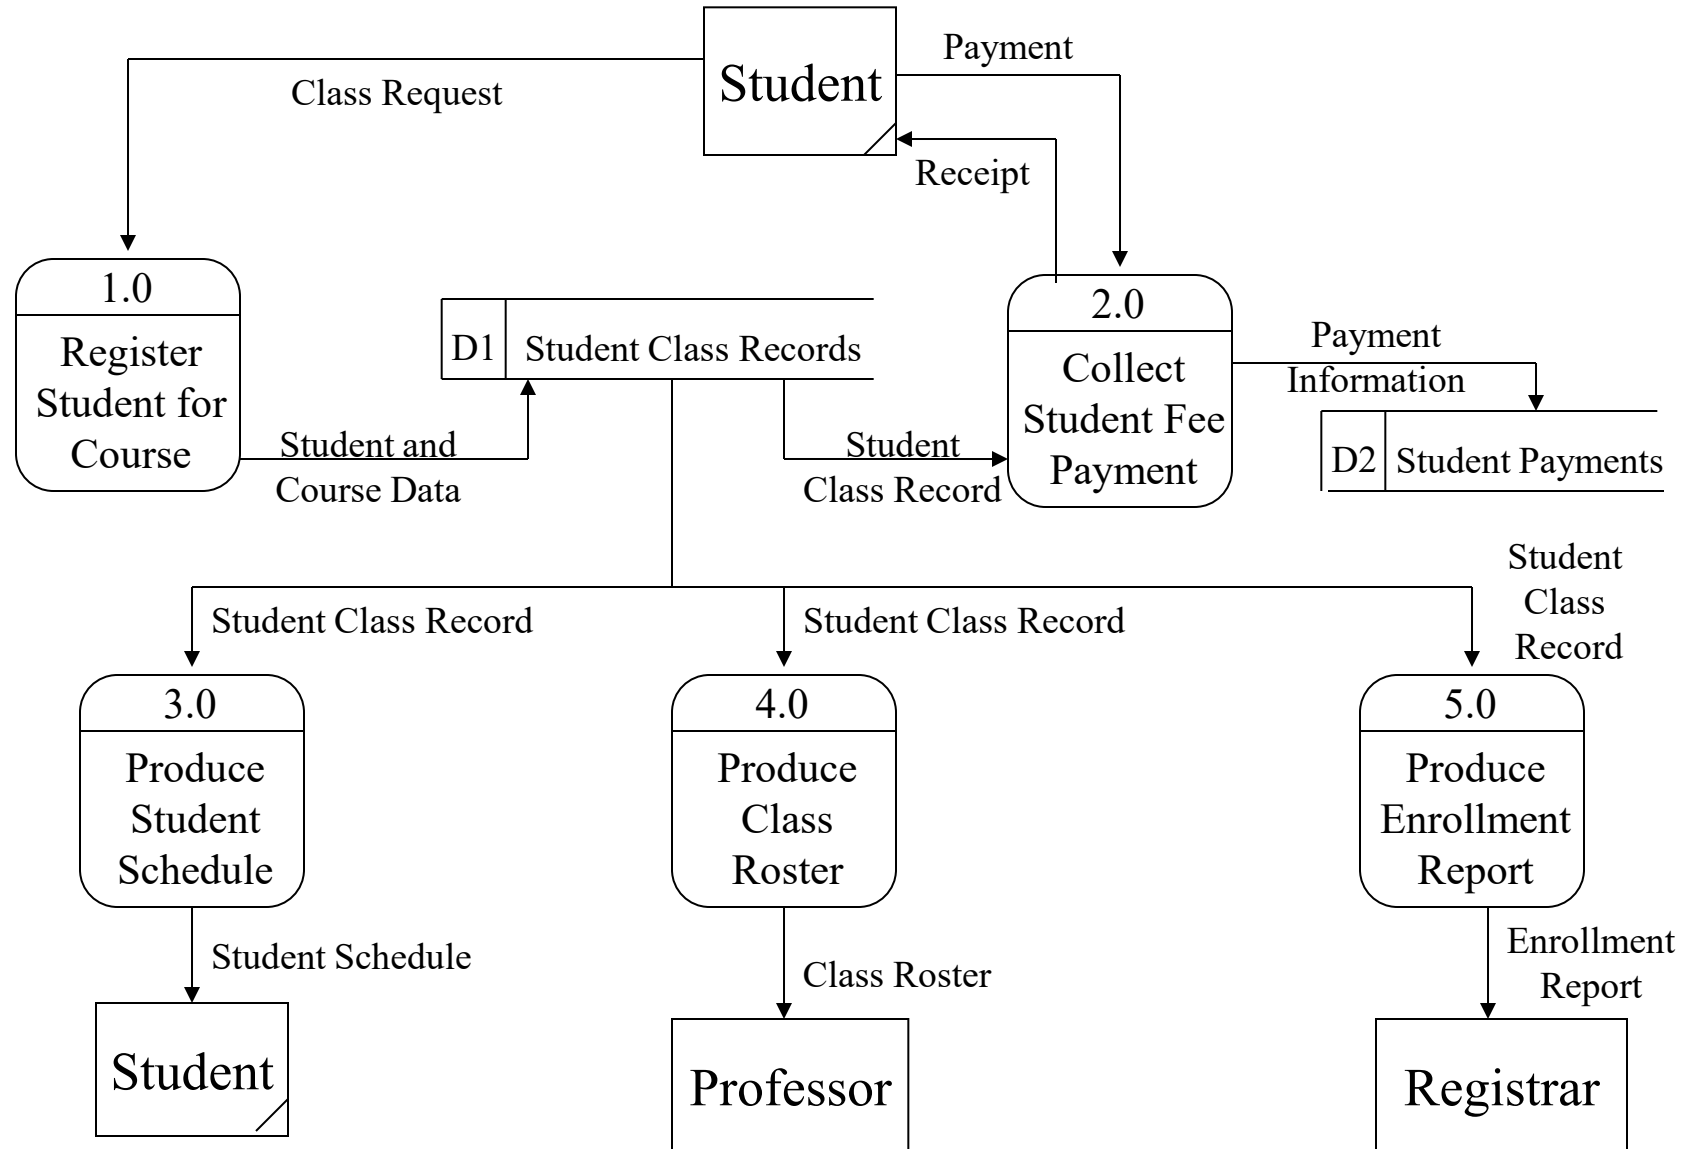 Student
Payment
Class Request
Receipt
1.0
Register
Student for
Course
D1
Student Class Records
2.0
Collect
Student Fee
Payment
Payment
Information
D2
Student Payments
Student and
Course Data
Student
Class Record
Student Class Record
Student Class Record
Student
Class
Record
3.0
Produce
Student
Schedule
4.0
Produce
Class
Roster
5.0
Produce
Enrollment
Report
Student Schedule
Class Roster
Enrollment
Report
Student
Professor
Registrar